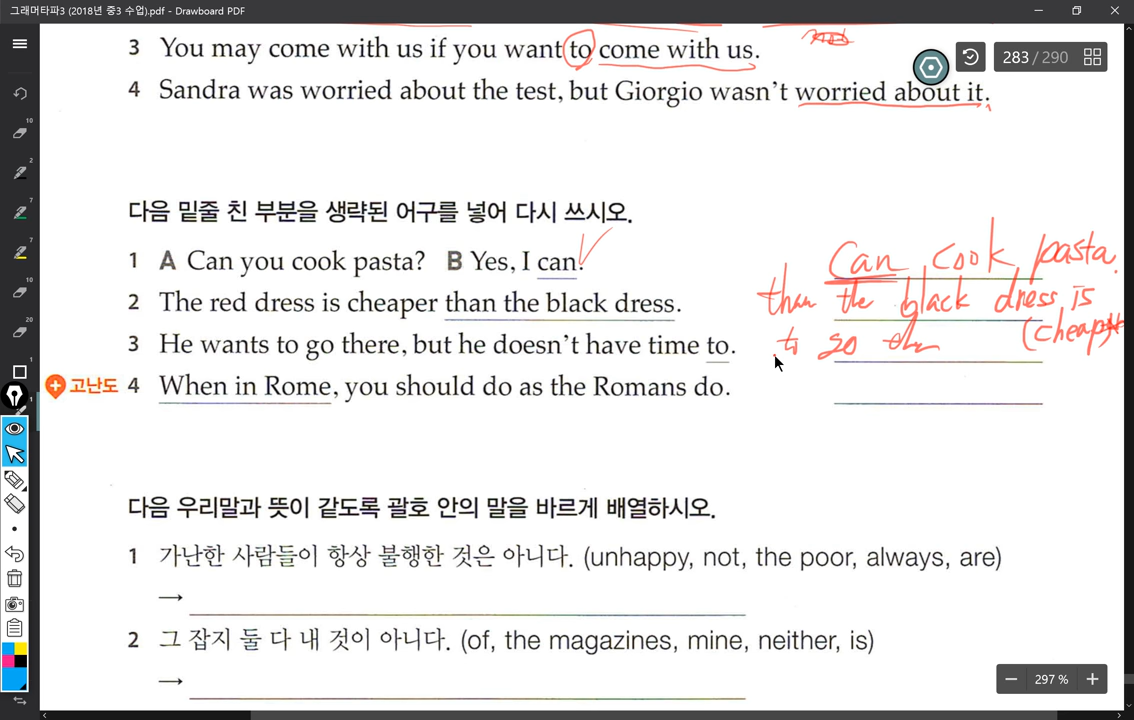 그래머타파3 (2018년 중3 수업).pdf - Drawboard PDF
283 / 290
3 You may come with us if you want to come with us.
4 Sandra was worried about the test, but Giorgio wasn't worried about it.
다음 밑줄 친 부분을 생략된 어구를 넣어 다시 쓰시오.
1 A Can you cook pasta? B Yes, I can.
can cook pasta.
2 The red dress is cheaper than the black dress.
than the black dress is
(cheap)
3 He wants to go there, but he doesn't have time to.
to go
고난도 4 When in Rome, you should do as the Romans do.
다음 우리말과 뜻이 같도록 괄호 안의 말을 바르게 배열하시오.
1 가난한 사람들이 항상 불행한 것은 아니다. (unhappy, not, the poor, always, are)
→
2 그 잡지 둘 다 내 것이 아니다. (of, the magazines, mine, neither, is)
→
297 %
10
2
7
7
10
20
1
1